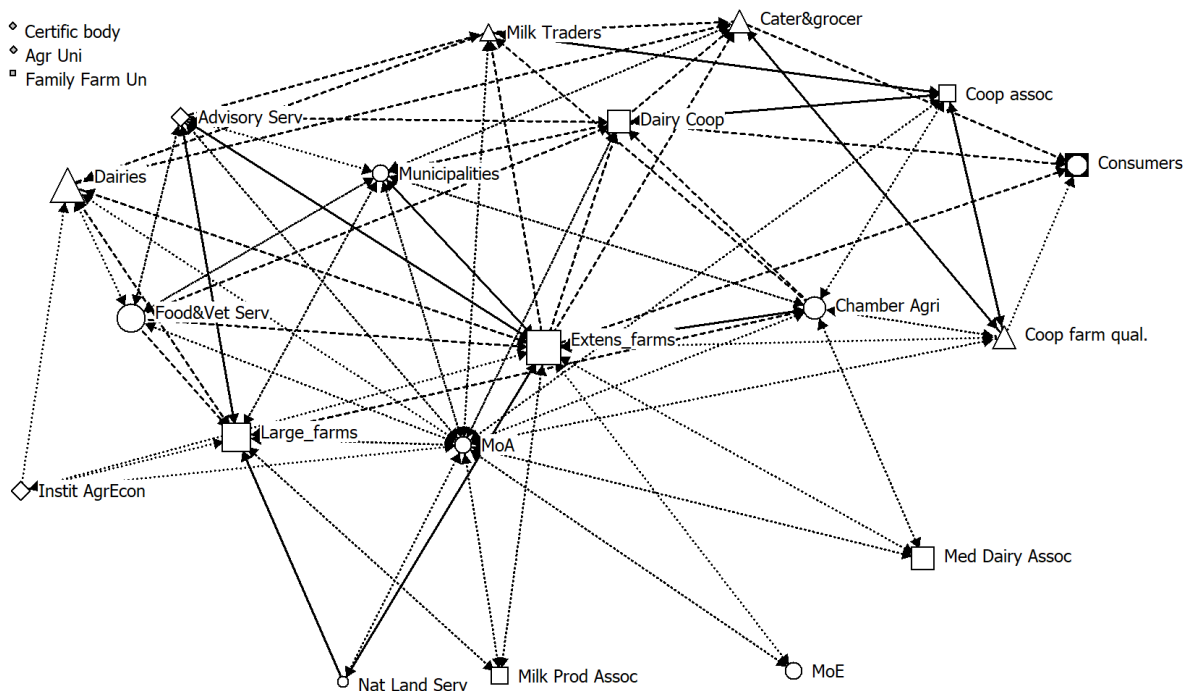 Certific body
Agr Uni
Family Farm Un
Milk Traders
Cater&grocer
Coop assoc
Advisory Serv
Dairy Coop
Consumers
Dairies
Municipalities
Food&Vet Serv
Chamber Agri
Extens_farms
Coop farm qual.
Large_farms
MoA
Instit AgrEcon
Med Dairy Assoc
Nat Land Serv
Milk Prod Assoc
MoE